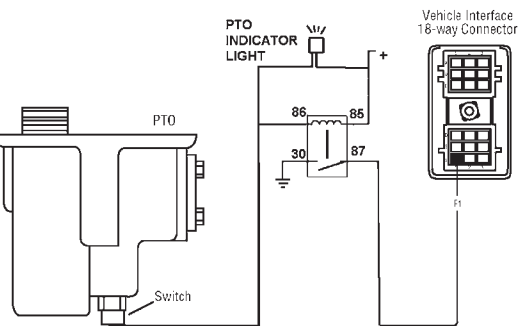 Vehicle Interface
18-way Connector
PTO
INDICATOR
LIGHT
+
86
85
PTO
30
87
F1
Switch